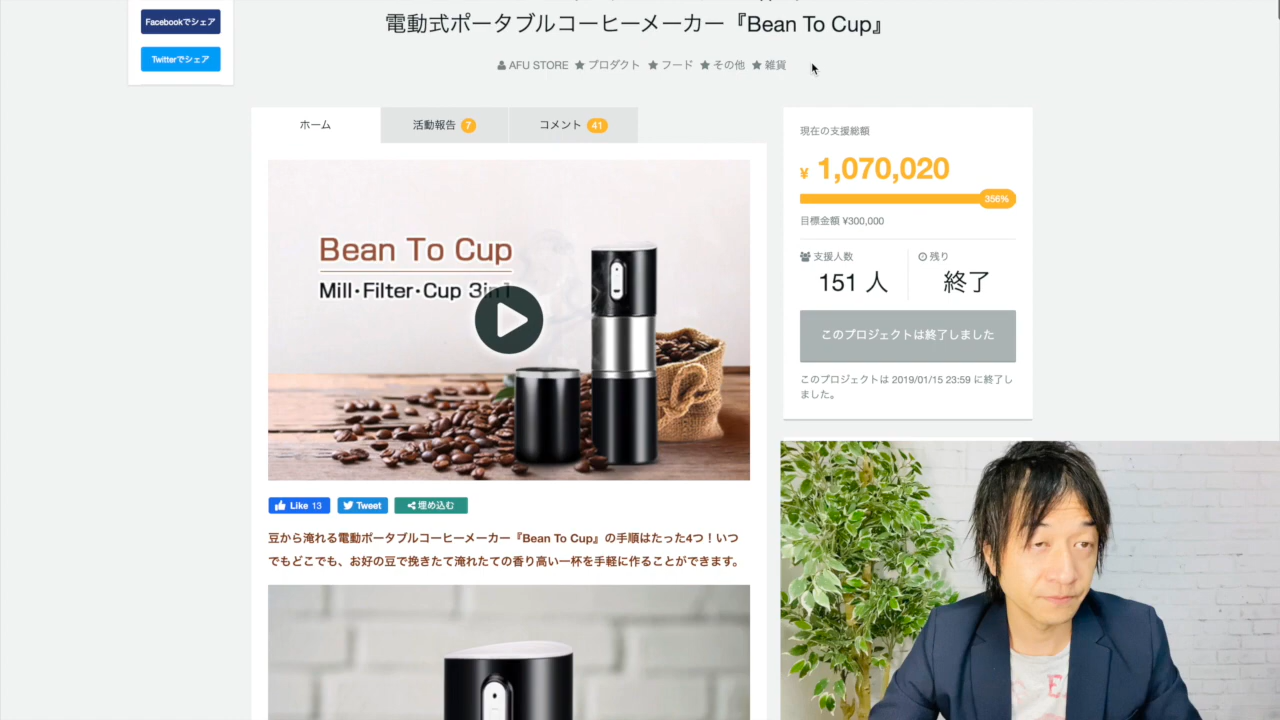 Facebookでシェア
Twitterでシェア
電動式ポータブルコーヒーメーカー『Bean To Cup』
AFU STORE プロダクト フード その他 雑貨
ホーム
活動報告 7
コメント 41
Bean To Cup
Mill・Filter・Cup 3in1
Like 13
Tweet
埋め込む
豆から淹れる電動ポータブルコーヒーメーカー『Bean To Cup』の手順はたった4つ！いつ
でもどこでも、お好の豆で挽きたて淹れたての香り高い一杯を手軽に作ることができます。
現在の支援総額
¥ 1,070,020
356%
目標金額 ¥300,000
支援人数
151 人
残り
終了
このプロジェクトは終了しました
このプロジェクトは 2019/01/15 23:59 に終了し
ました。